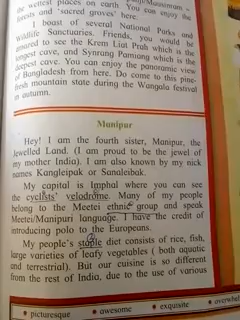 the wettest places on earth. You can enjoy the
forests and 'sacred groves' here.
I boast of several National Parks and
Wildlife Sanctuaries. Friends, you would be
amazed to see the Krem Liat Prah which is the
longest cave, and Synrang Pamiang which is the
deepest cave. You can enjoy the panoramic view
of Bangladesh from here. Do come to this pine-
fresh mountain state during the Wangala festival
in autumn.
Manipur
Hey! I am the fourth sister, Manipur, the
Jewelled Land. (I am proud to be the jewel of
my mother India). I am also known by my nick
names Kangleipak or Sanaleibak.
My capital is Imphal where you can see
the cyclists' velodrome. Many of my people
belong to the Meetei ethnic group and speak
Meetei/Manipuri language. I have the credit of
introducing polo to the Europeans.
My people's staple diet consists of rice, fish,
large varieties of leafy vegetables ( both aquatic
and terrestrial). But our cuisine is so different
from the rest of India, due to the use of various
• picturesque • awesome • exquisite •